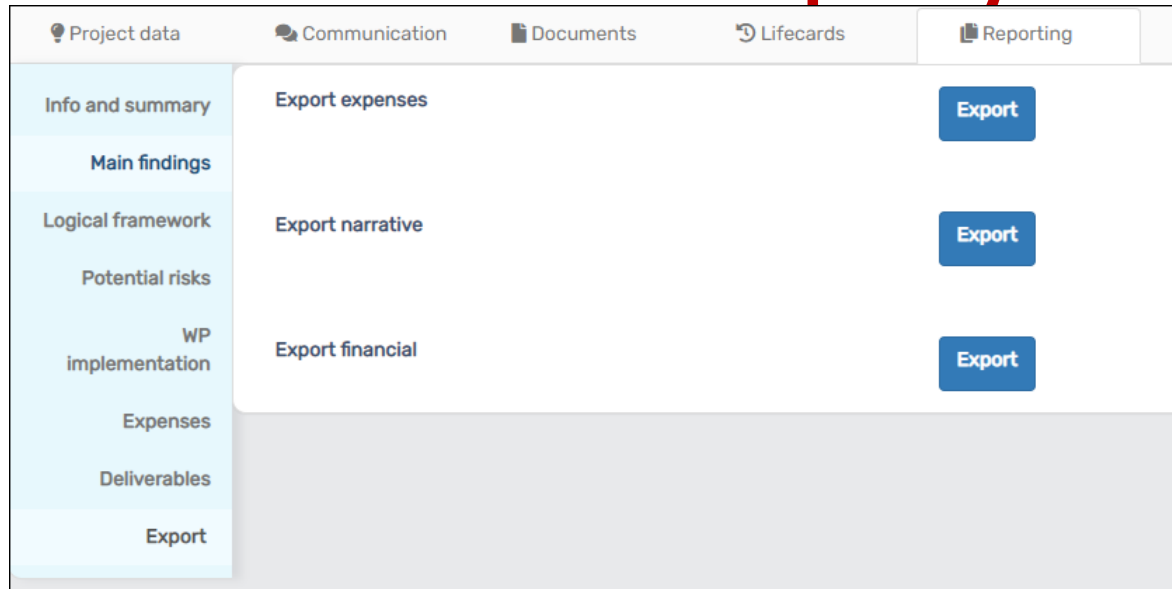 Project data
Communication
Documents
Lifecards
Reporting
Info and summary
Main findings
Logical framework
Potential risks
WP
implementation
Expenses
Deliverables
Export
Export expenses
Export
Export narrative
Export
Export financial
Export